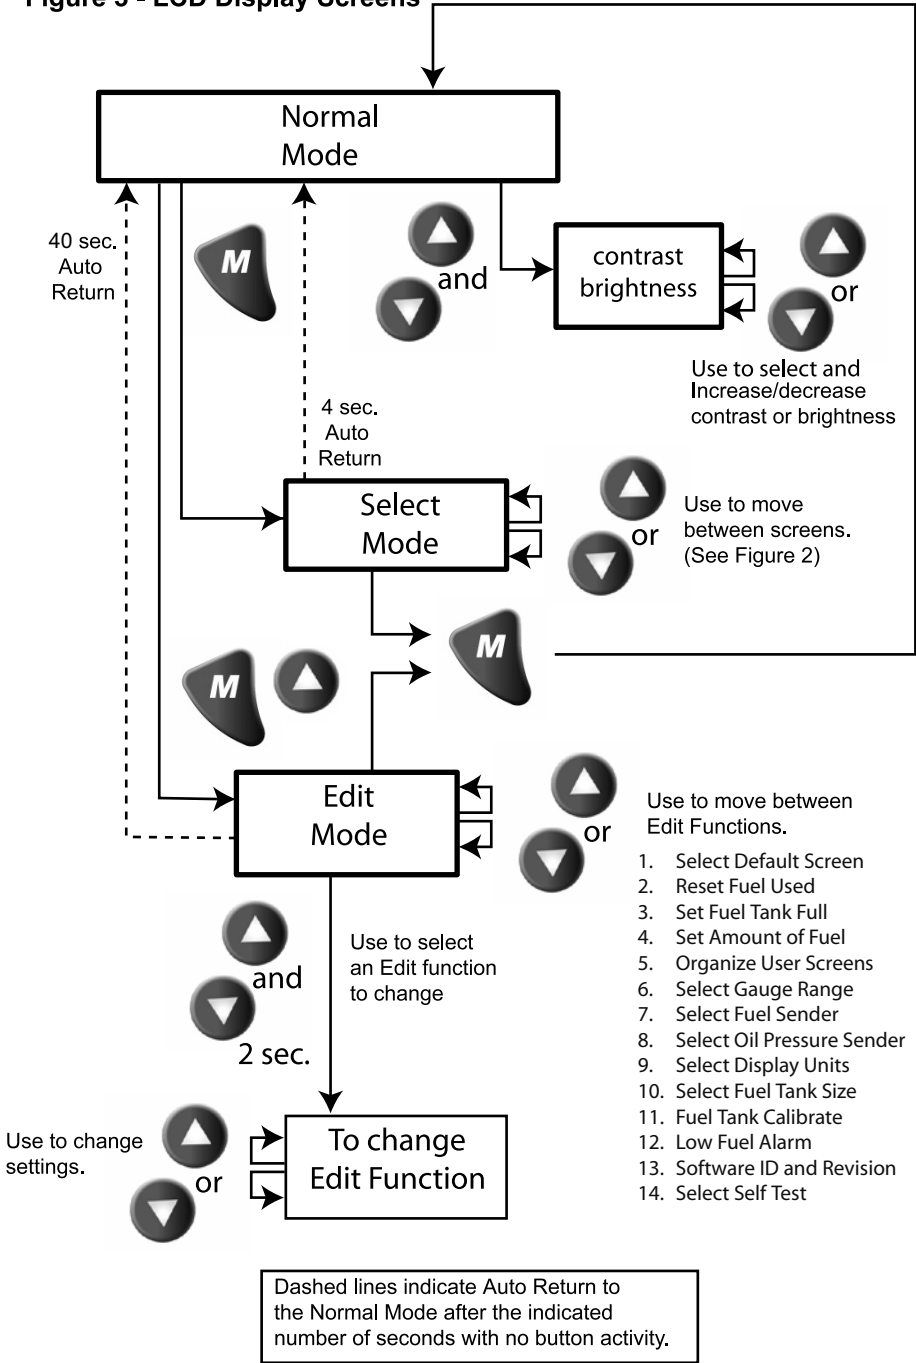 LCD Display Screens
Normal
Mode
40 sec.
Auto
Return
M
and
contrast
brightness
or
Use to select and
Increase/decrease
contrast or brightness
4 sec.
Auto
Return
Select
Mode
or
Use to move
between screens.
(See Figure 2)
M
M
Edit
Mode
or
Use to move between
Edit Functions.
1. Select Default Screen
2. Reset Fuel Used
3. Set Fuel Tank Full
4. Set Amount of Fuel
5. Organize User Screens
6. Select Gauge Range
7. Select Fuel Sender
8. Select Oil Pressure Sender
9. Select Display Units
10. Select Fuel Tank Size
11. Fuel Tank Calibrate
12. Low Fuel Alarm
13. Software ID and Revision
14. Select Self Test
and
2 sec.
Use to select
an Edit function
to change
Use to change
settings.
or
To change
Edit Function
Dashed lines indicate Auto Return to
the Normal Mode after the indicated
number of seconds with no button activity.